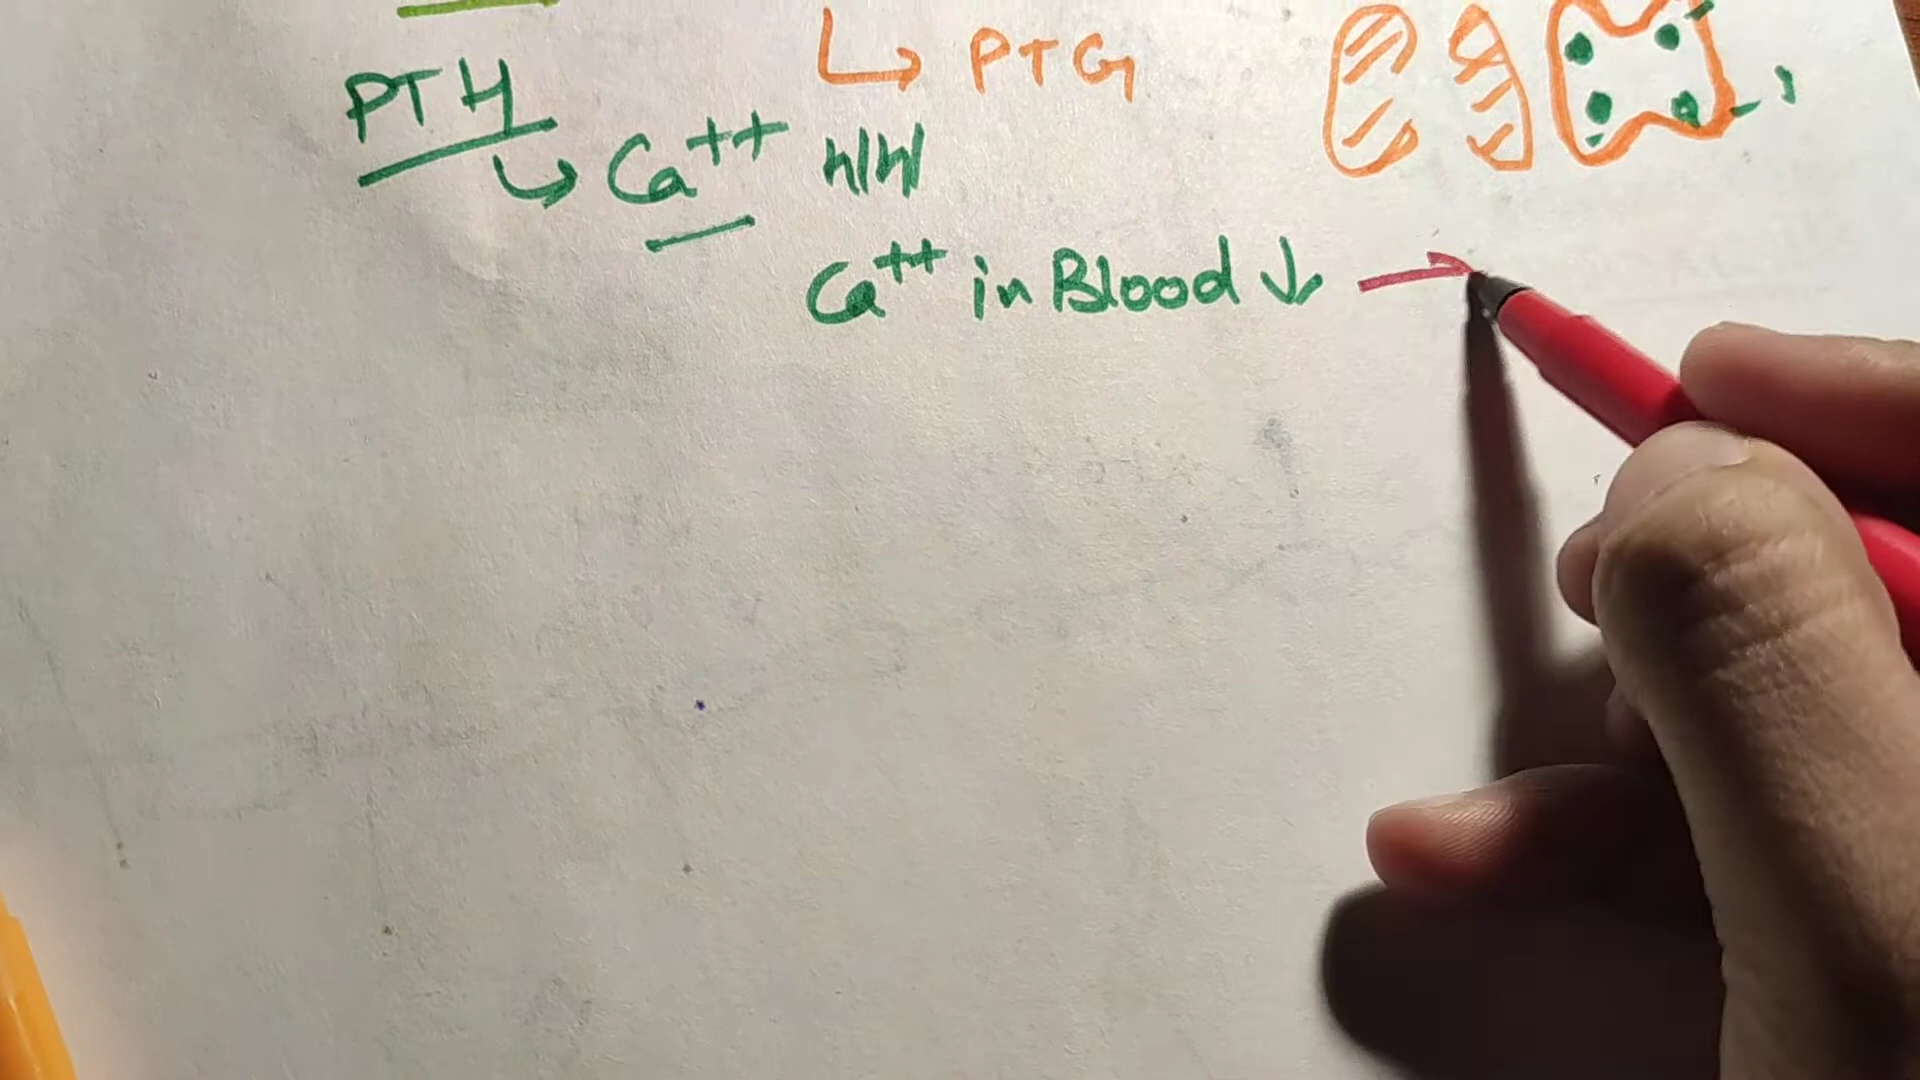 ↳ PTG
PTH
↳ Ca⁺⁺
Ca⁺⁺ in Blood ↓ →